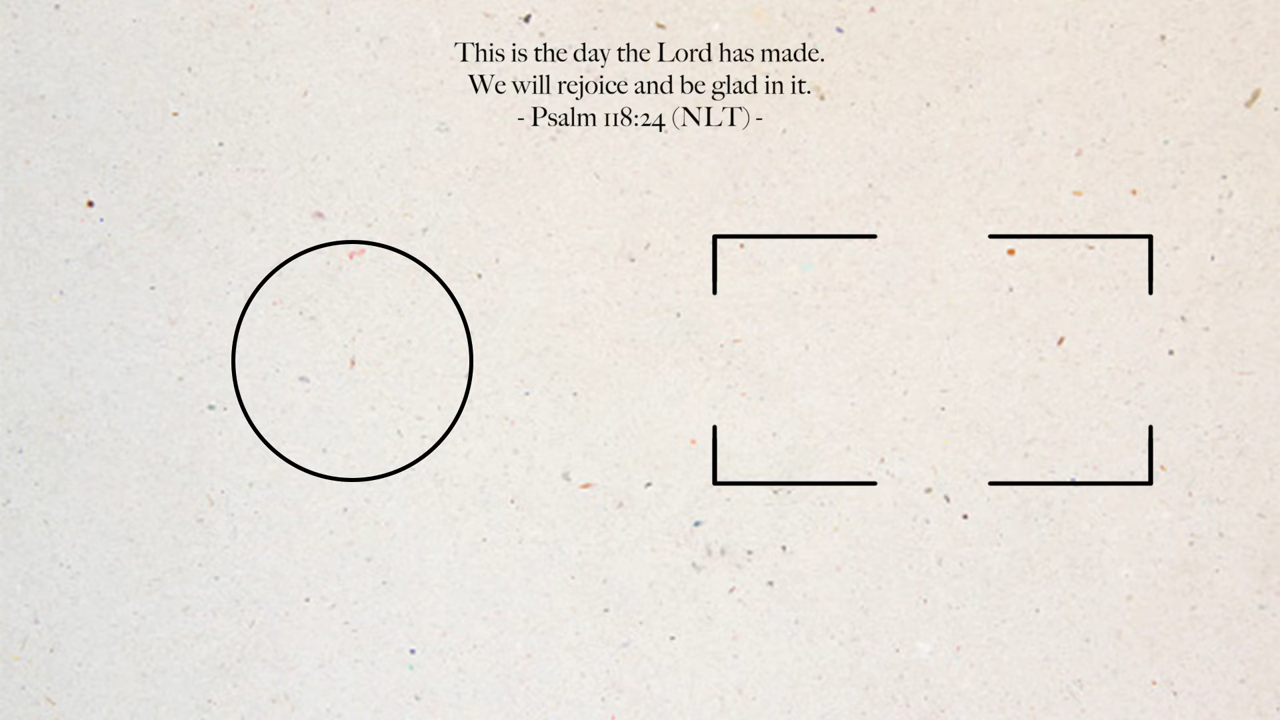 This is the day the Lord has made.
We will rejoice and be glad in it.
- Psalm 118:24 (NLT) -